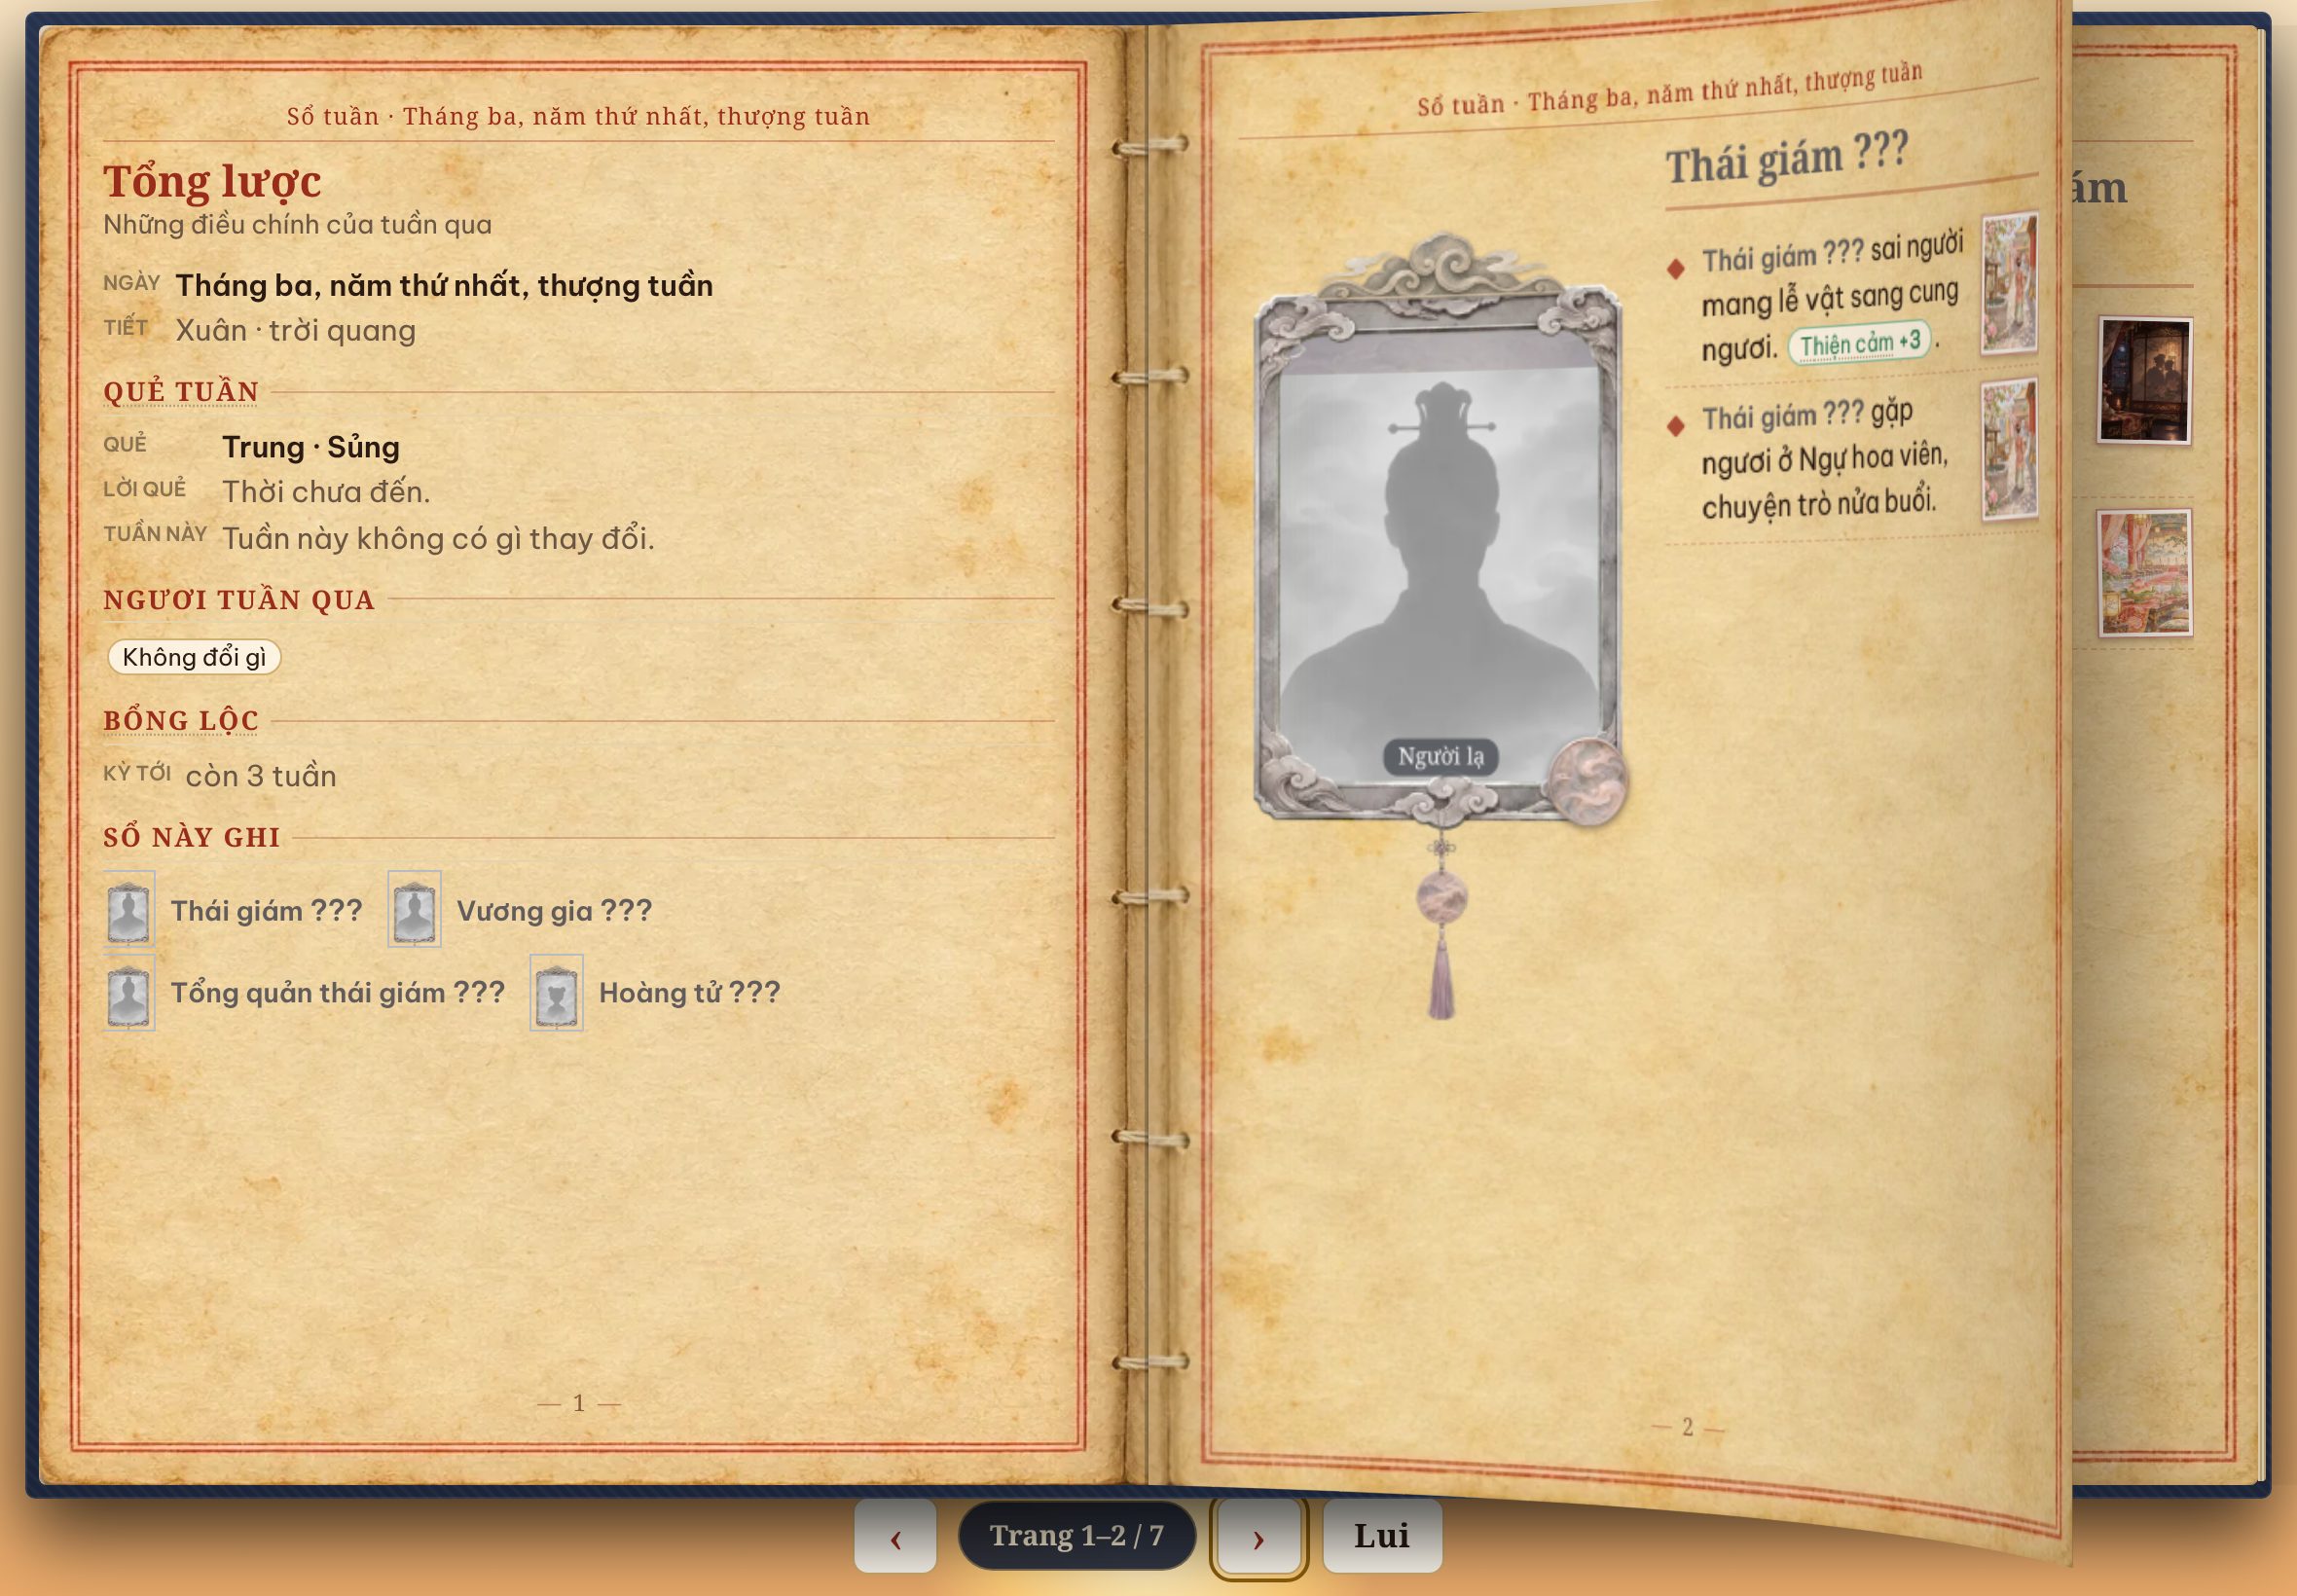 Sổ tuần · Tháng ba, năm thứ nhất, thượng tuần
Tổng lược
Những điều chính của tuần qua
NGÀY Tháng ba, năm thứ nhất, thượng tuần
TIẾT Xuân · trời quang
QUẺ TUẦN
QUẺ Trung · Sủng
LỜI QUẺ Thời chưa đến.
TUẦN NÀY Tuần này không có gì thay đổi.
NGƯƠI TUẦN QUA
Không đổi gì
BỔNG LỘC
KỲ TỚI còn 3 tuần
SỔ NÀY GHI
Thái giám ??? Vương gia ???
Tổng quản thái giám ??? Hoàng tử ???
— 1 —
Sổ tuần · Tháng ba, năm thứ nhất, thượng tuần
Thái giám ???
Thái giám ??? sai người
mang lễ vật sang cung
ngươi. Thiện cảm +3 .
Thái giám ??? gặp
ngươi ở Ngự hoa viên,
chuyện trò nửa buổi.
Người lạ
— 2 —
ám
‹ Trang 1–2 / 7 › Lui